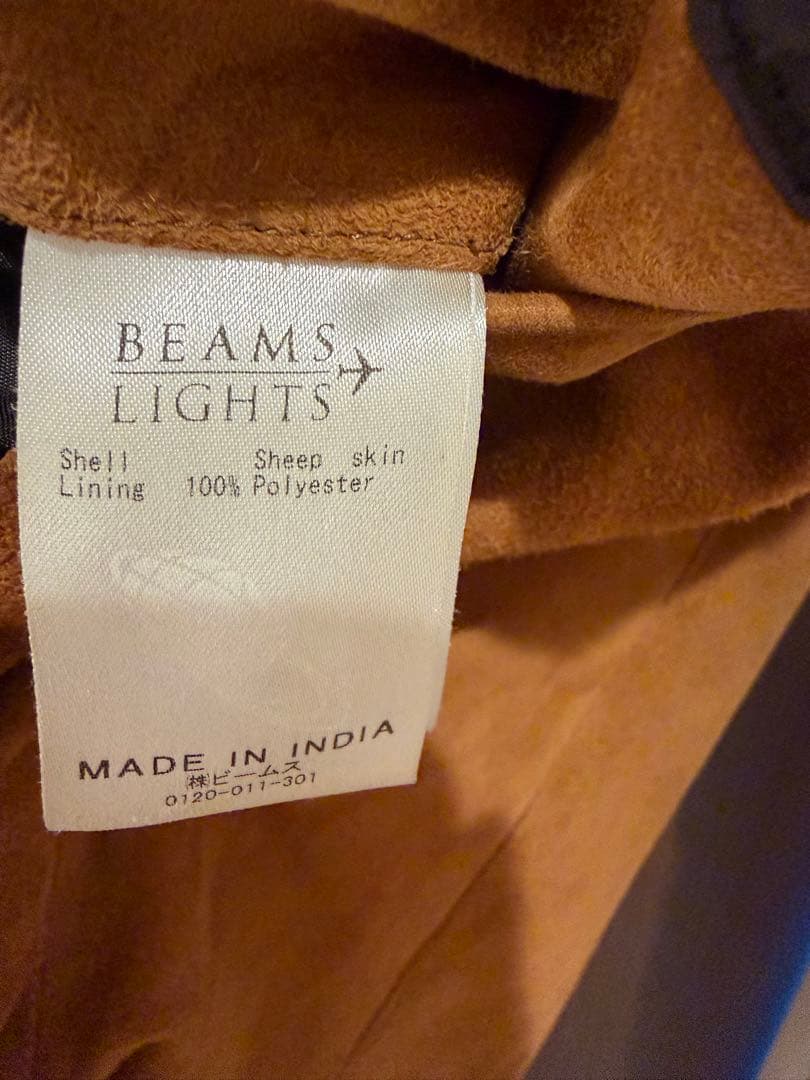 BEAMS
LIGHTS
Shell Sheep skin
Lining 100% Polyester
MADE IN INDIA
㈱ビームス
0120-011-301